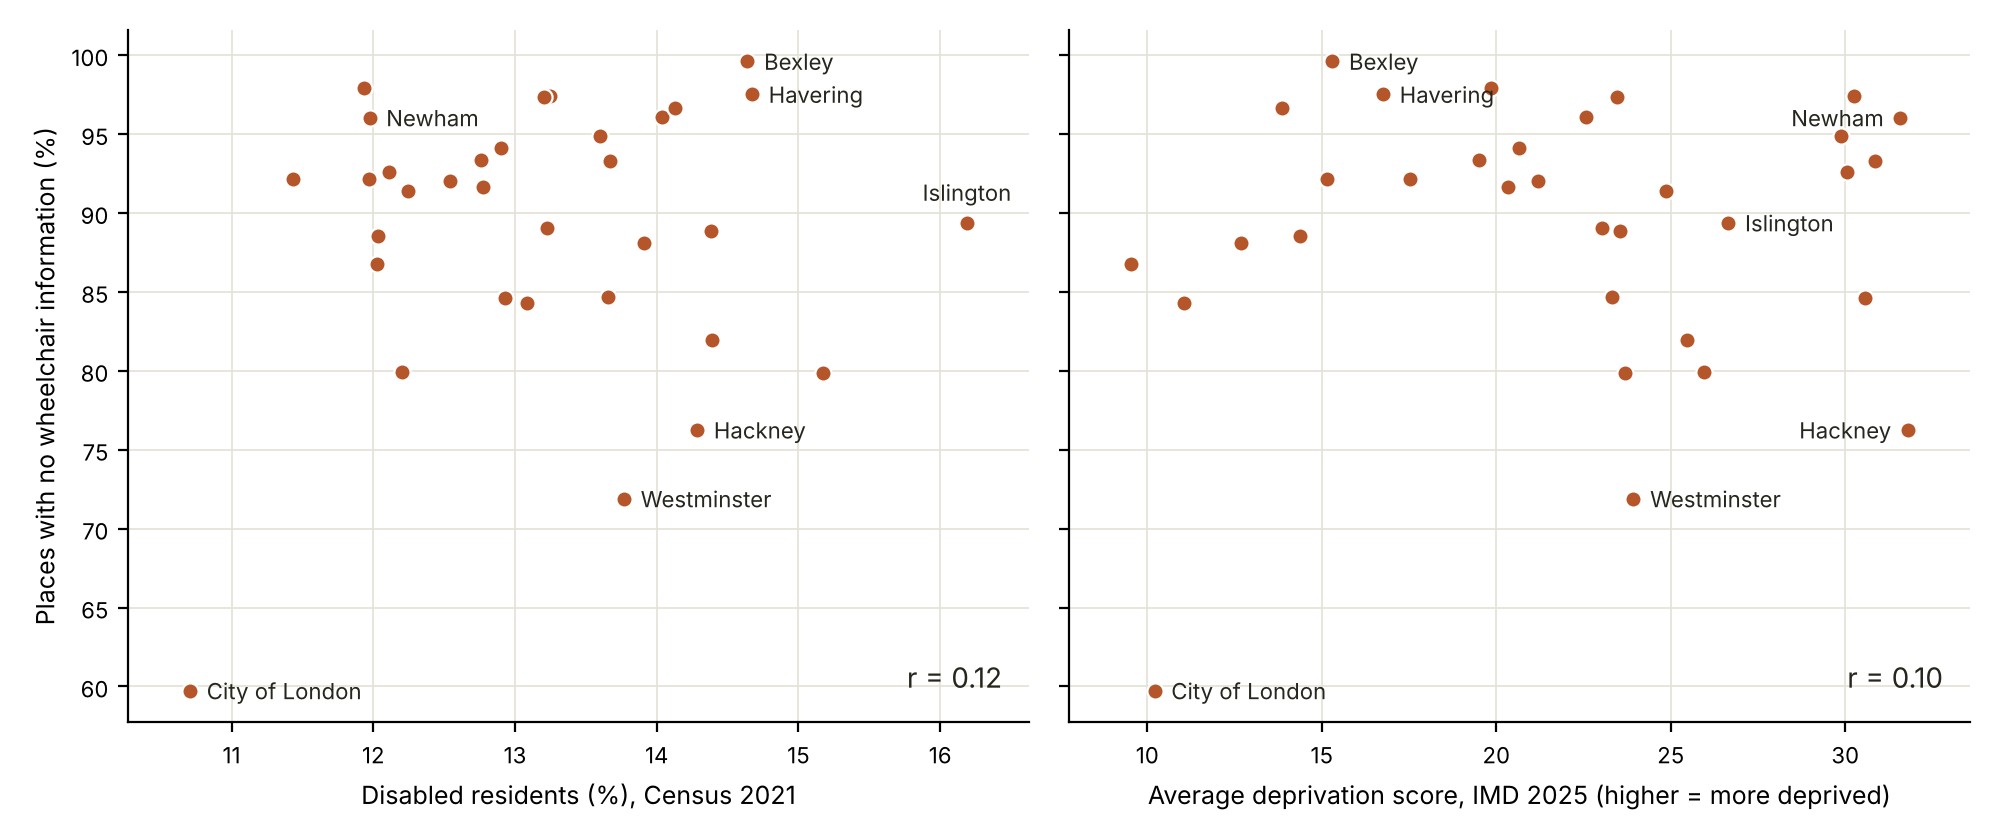 100
95
90
85
80
75
70
65
60
Places with no wheelchair information (%)
Bexley
Havering
Newham
Islington
Hackney
Westminster
City of London
r = 0.12
11 12 13 14 15 16
Disabled residents (%), Census 2021
Bexley
Havering
Newham
Islington
Hackney
Westminster
City of London
r = 0.10
10 15 20 25 30
Average deprivation score, IMD 2025 (higher = more deprived)